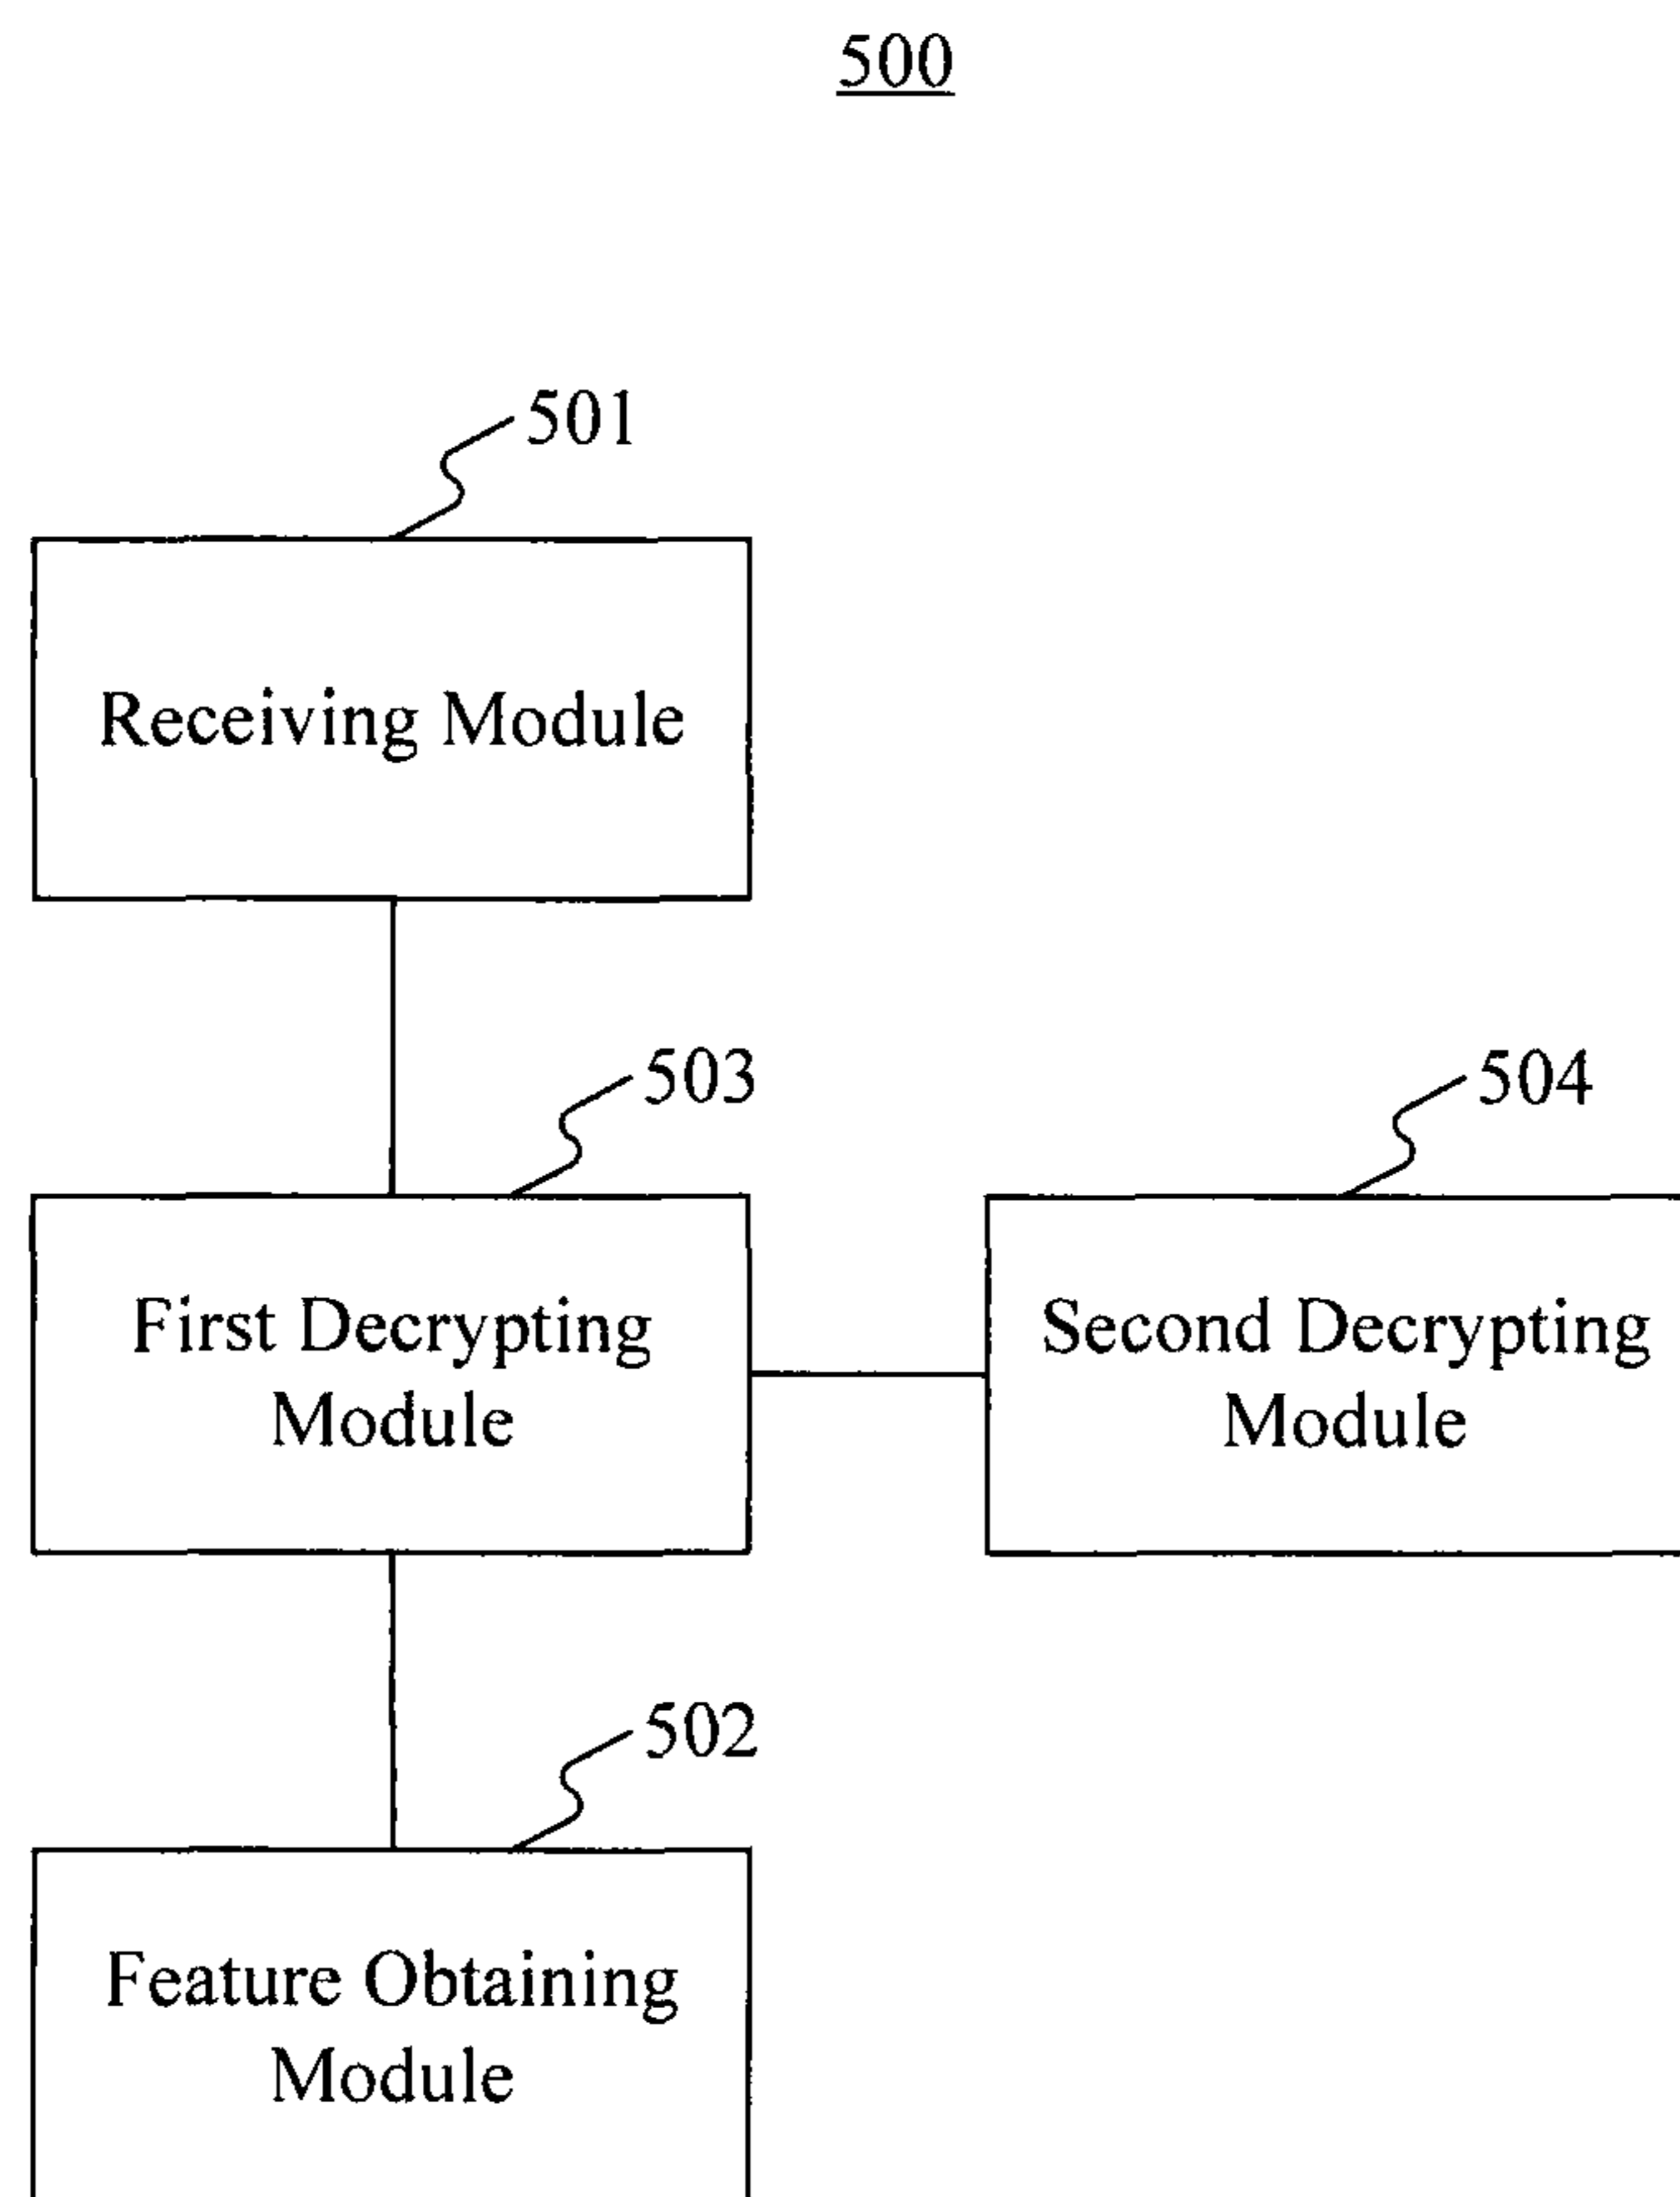 500
501
Receiving Module
503
504
First Decrypting
Module
Second Decrypting
Module
502
Feature Obtaining
Module